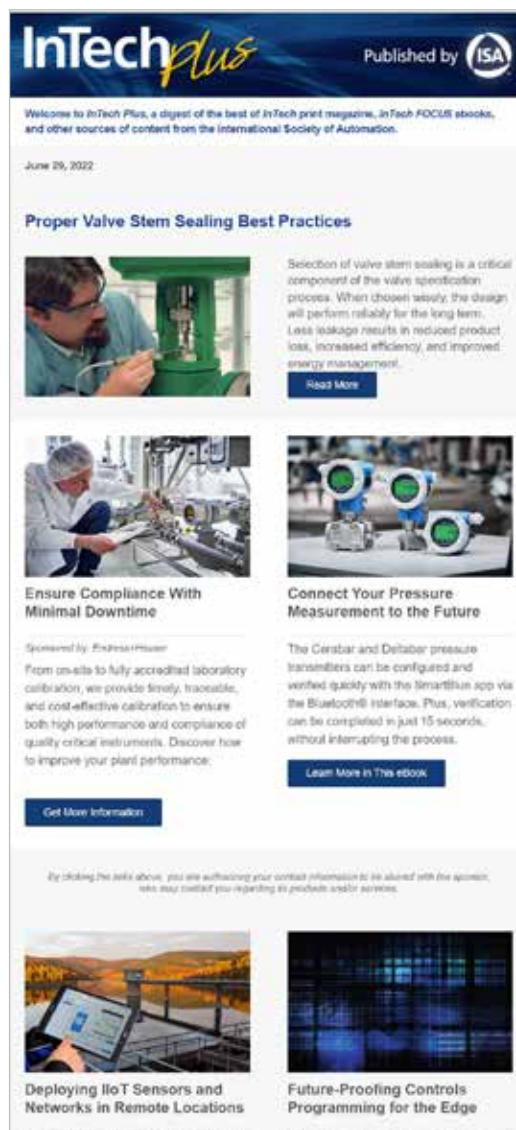 InTechplus
Published by ISA
Welcome to InTech Plus, a digest of the best of InTech print magazine, InTech FOCUS ebooks,
and other sources of content from the International Society of Automation.
June 29, 2022
Proper Valve Stem Sealing Best Practices
Selection of valve stem sealing is a critical
component of the valve specification
process. When chosen wisely, the design
will perform reliably for the long term.
Less leakage results in reduced product
loss, increased efficiency, and improved
energy management.
Read More
Ensure Compliance With
Minimal Downtime
Sponsored by: Endress+Hauser
From on-site to fully accredited laboratory
calibration, we provide timely, traceable,
and cost-effective calibration to ensure
both high performance and compliance of
quality critical instruments. Discover how
to improve your plant performance.
Get More Information
Connect Your Pressure
Measurement to the Future
The Cerabar and Deltabar pressure
transmitters can be configured and
verified quickly with the SmartBlue app via
the Bluetooth® interface. Plus, verification
can be completed in just 15 seconds,
without interrupting the process.
Learn More in This eBook
By clicking the links above, you are authorizing your contact information to be shared with the sponsor,
who may contact you regarding its products and/or services.
Deploying IIoT Sensors and
Networks in Remote Locations
Future-Proofing Controls
Programming for the Edge